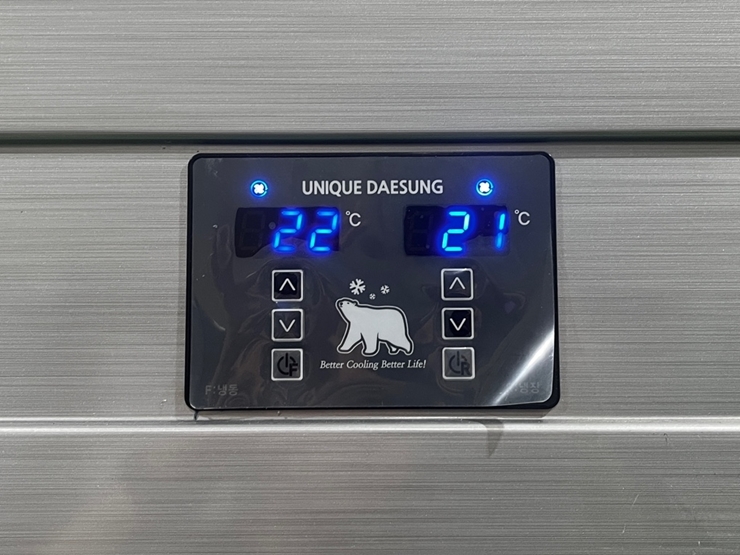 UNIQUE DAESUNG
22 °C
21 °C
F
R
Better Cooling Better Life!
F:냉동
냉장